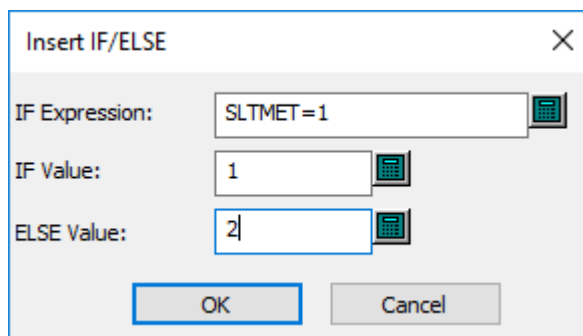 Insert IF/ELSE
IF Expression: SLTMET=1
IF Value: 1
ELSE Value: 2
OK Cancel